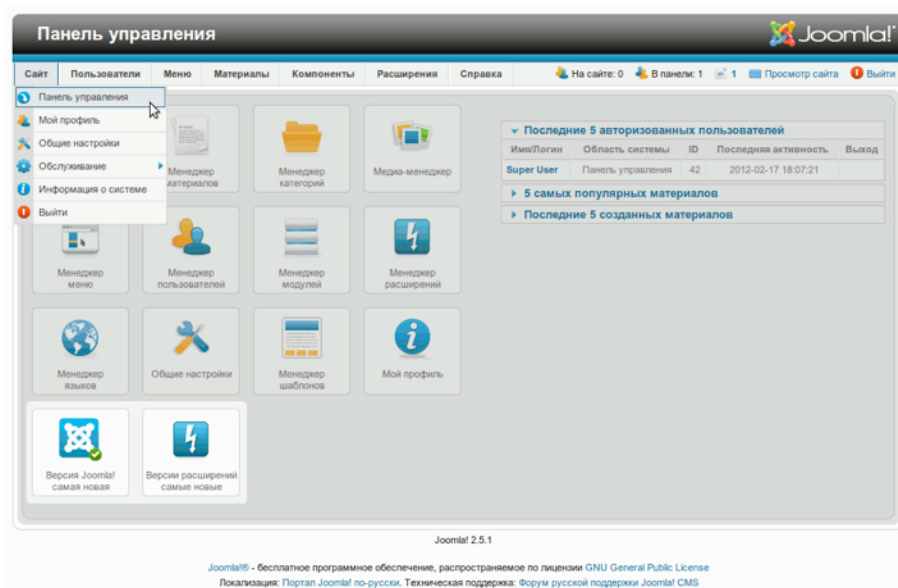 Панель управления
Joomla!
Сайт Пользователи Меню Материалы Компоненты Расширения Справка На сайте: 0 В панели: 1 1 Просмотр сайта Выйти
Панель управления
Мой профиль
Общие настройки
Обслуживание
Информация о системе
Выйти
Менеджер
материалов
Менеджер
категорий
Медиа-менеджер
Менеджер
меню
Менеджер
пользователей
Менеджер
модулей
Менеджер
расширений
Менеджер
языков
Общие настройки
Менеджер
шаблонов
Мой профиль
Версия Joomla!
самая новая
Версии расширений
самые новые
Последние 5 авторизованных пользователей
Имя/Логин Область системы ID Последняя активность Выход
Super User Панель управления 42 2012-02-17 18:07:21
5 самых популярных материалов
Последние 5 созданных материалов
Joomla! 2.5.1
Joomla!® - бесплатное программное обеспечение, распространяемое по лицензии GNU General Public License
Локализация: Портал Joomla! по-русски. Техническая поддержка: Форум русской поддержки Joomla! CMS